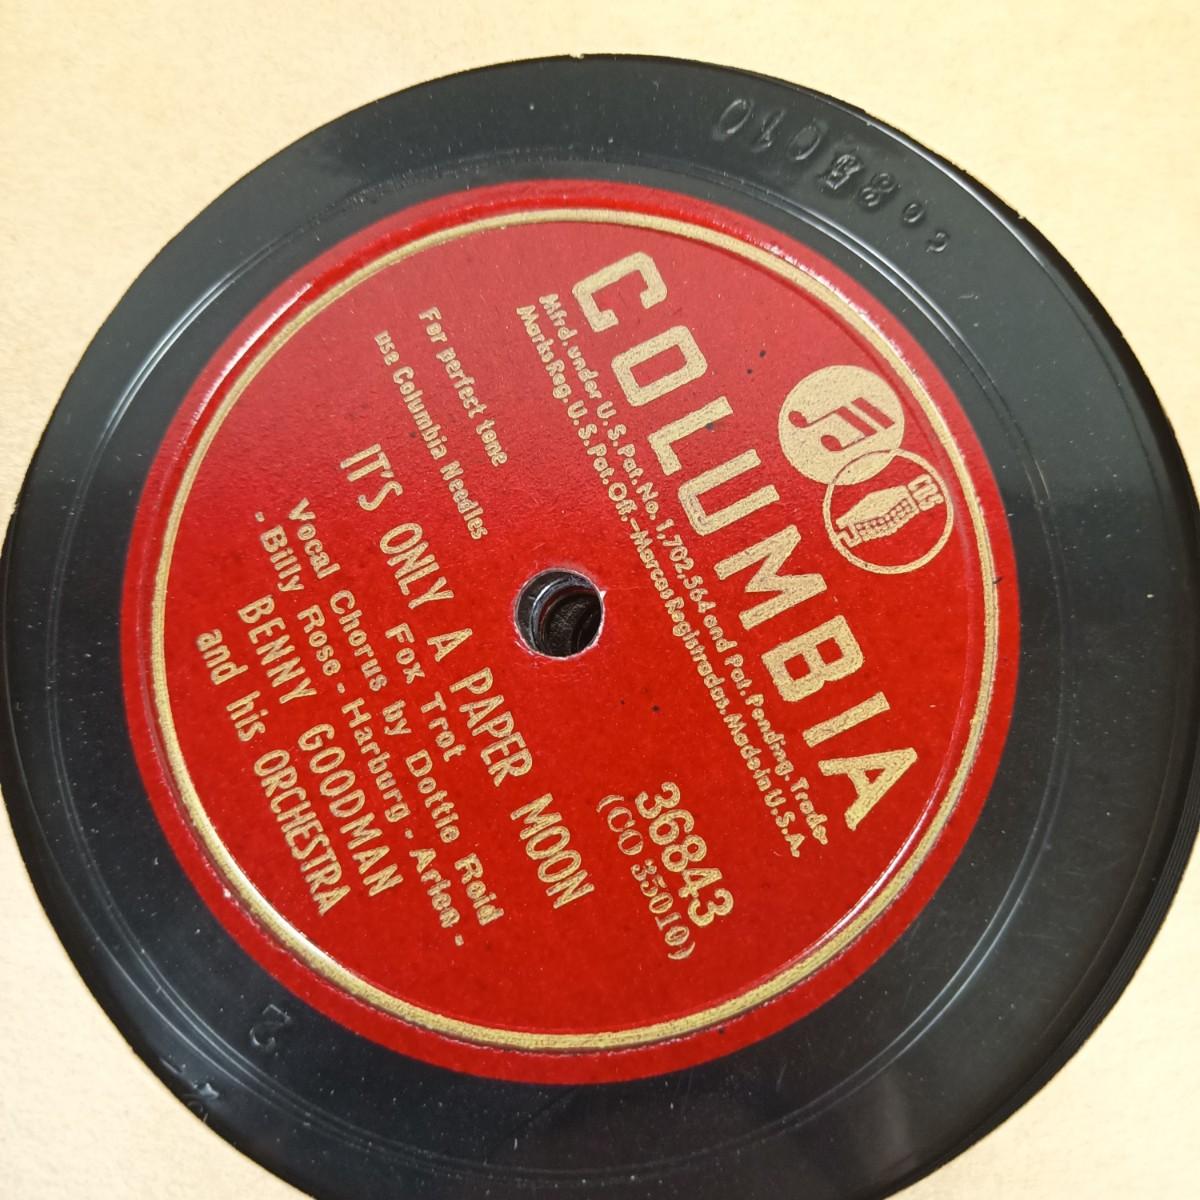 COLUMBIA
Mfrd. under U. S. Pat. No. 1,702,564 and Pat. Pending. Trade-
Marks Reg. U. S. Pat. Off.-Marcas Registradas. Made in U. S. A.
For perfect tone
use Columbia Needles
36843
(CO 35010)
IT'S ONLY A PAPER MOON
Fox Trot
Vocal Chorus by Dottie Reid
- Billy Rose - Harburg - Arlen -
BENNY GOODMAN
and his ORCHESTRA
2